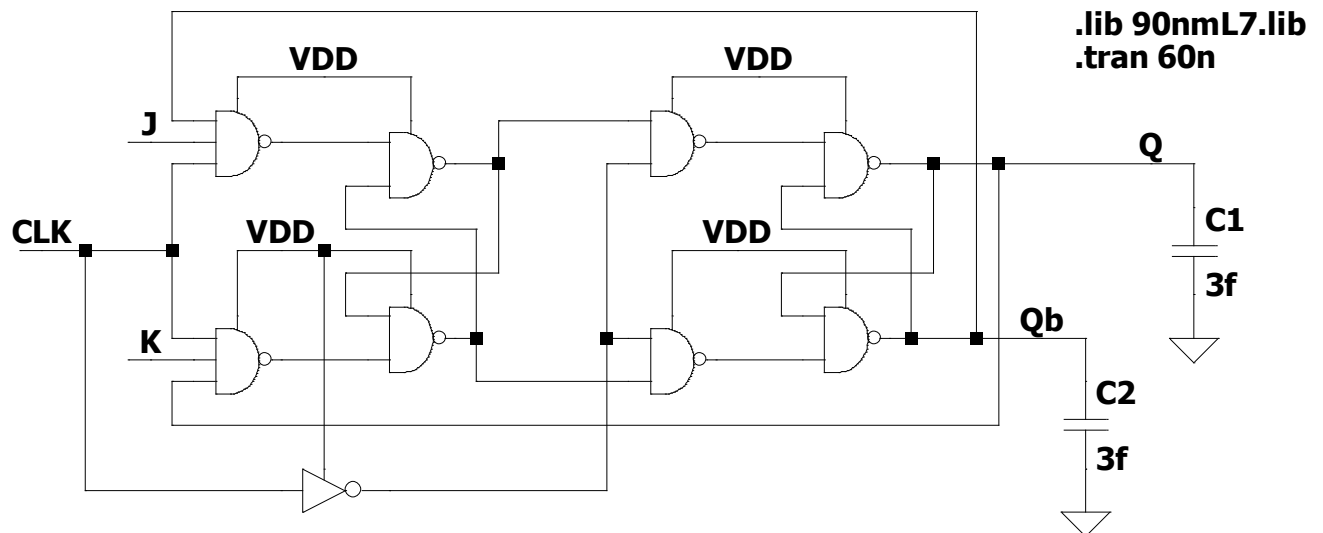 .lib 90nmL7.lib
.tran 60n
VDD
VDD
J
Q
CLK
VDD
VDD
C1
3f
K
Qb
C2
3f